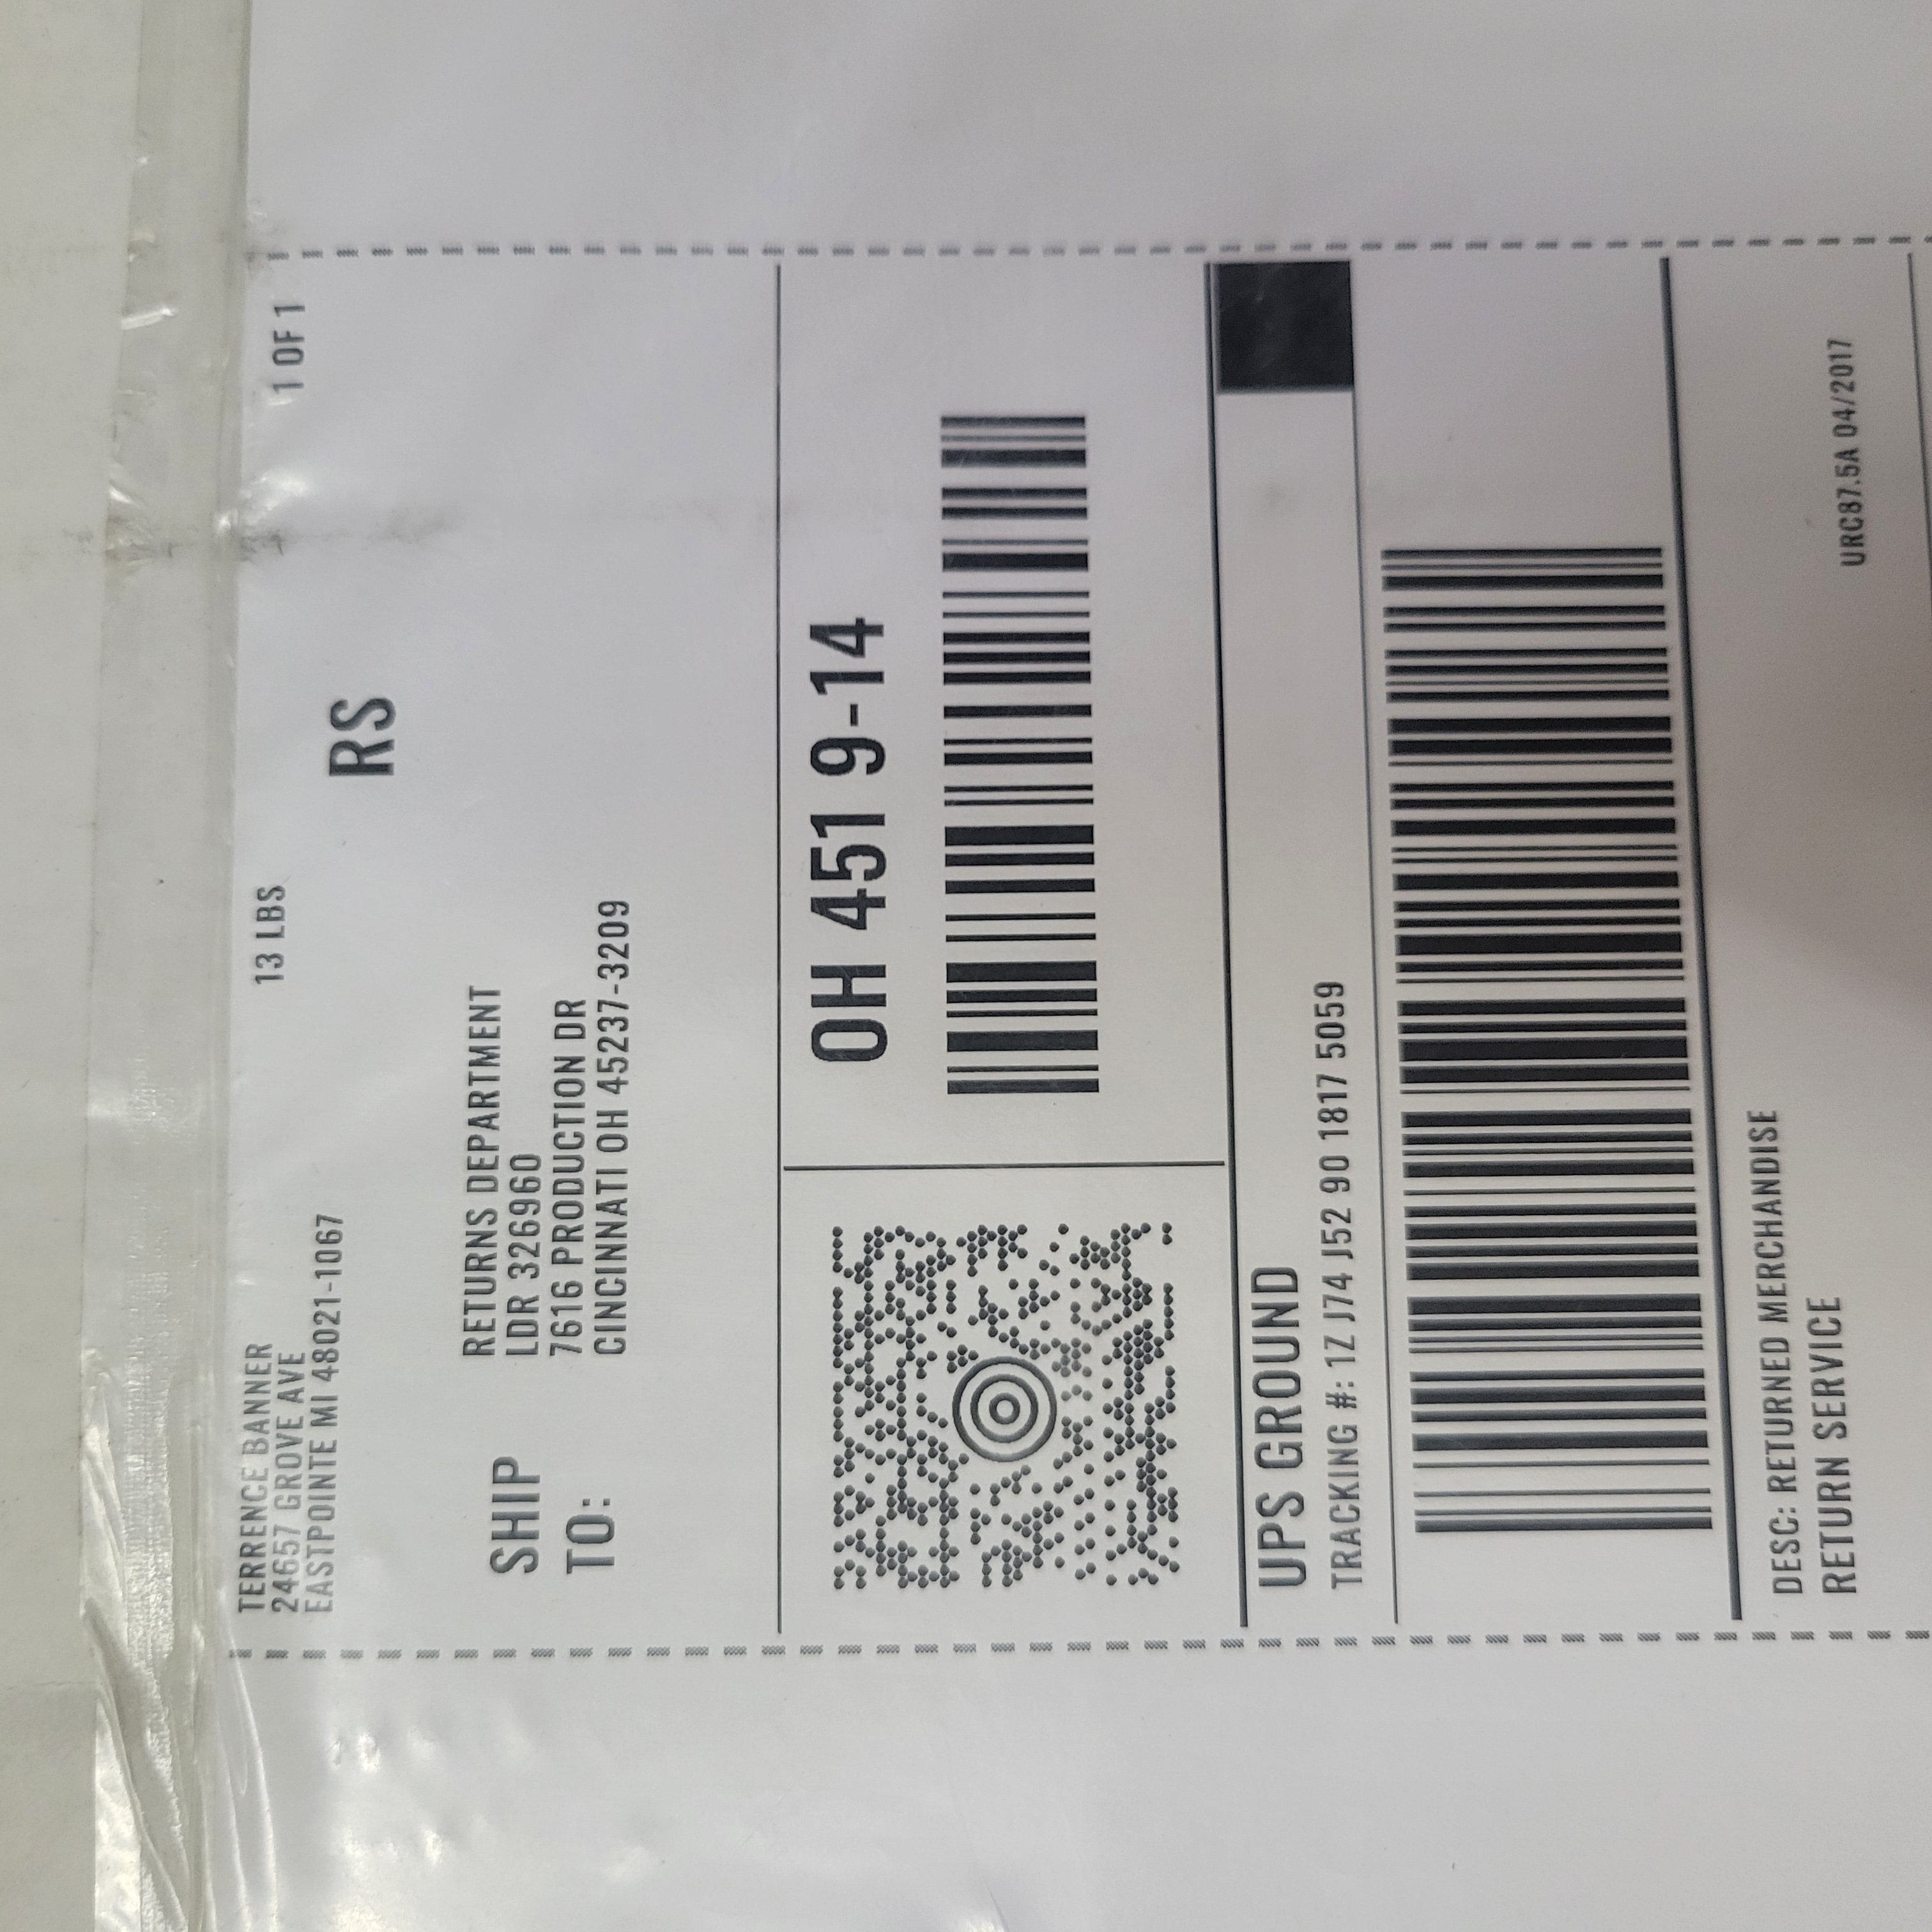 TERRENCE BANNER
24657 GROVE AVE
EASTPOINTE MI 48021-1067
13 LBS
1 OF 1
RS
SHIP
TO:
RETURNS DEPARTMENT
LDR 326960
7616 PRODUCTION DR
CINCINNATI OH 45237-3209
OH 451 9-14
UPS GROUND
TRACKING #: 1Z J74 J52 90 1817 5059
DESC: RETURNED MERCHANDISE
RETURN SERVICE
URC87.5A 04/2017